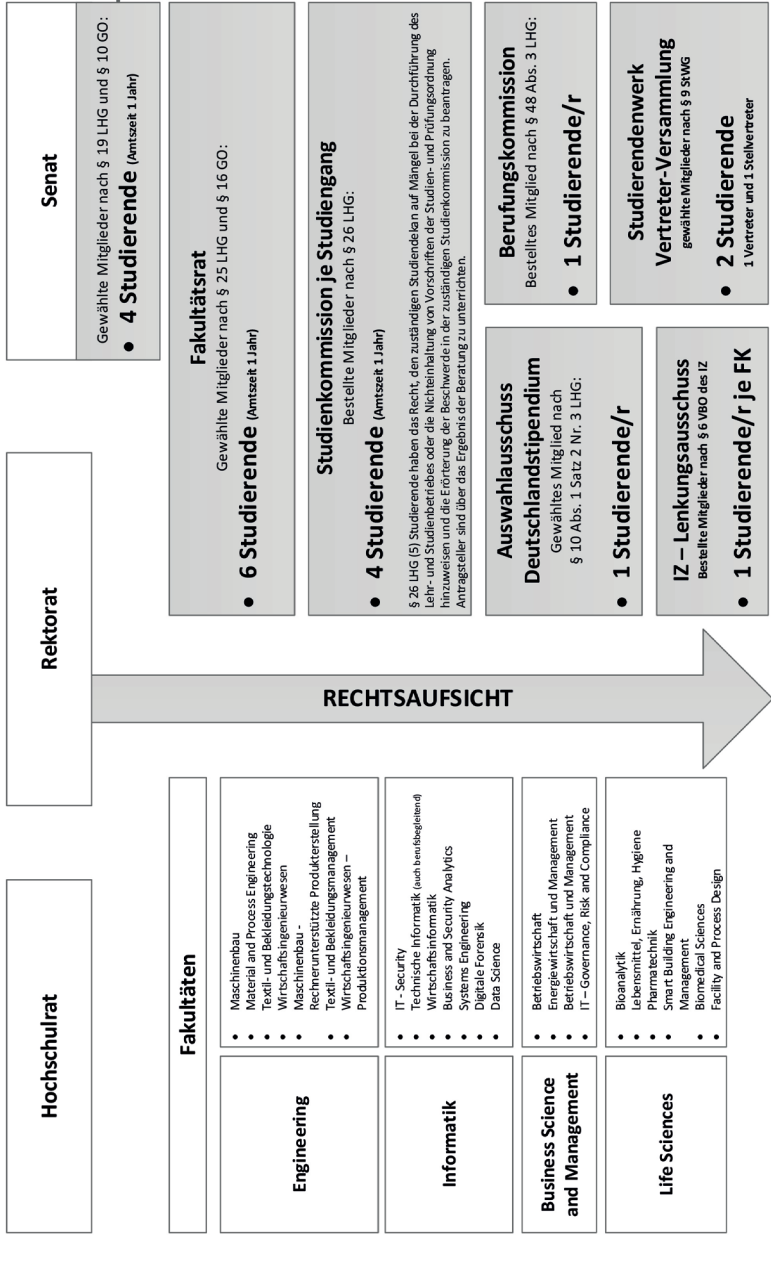 Hochschulrat
Rektorat
Senat
Gewählte Mitglieder nach § 19 LHG und § 10 GO:
• 4 Studierende (Amtszeit 1 Jahr)
Fakultäten
Engineering
• Maschinenbau
• Material and Process Engineering
• Textil- und Bekleidungstechnologie
• Wirtschaftsingenieurwesen
• Maschinenbau -
Rechnerunterstützte Produkterstellung
• Textil- und Bekleidungsmanagement
• Wirtschaftsingenieurwesen –
Produktionsmanagement
Informatik
• IT - Security
• Technische Informatik (auch berufsbegleitend)
• Wirtschaftsinformatik
• Business and Security Analytics
• Systems Engineering
• Digitale Forensik
• Data Science
Business Science
and Management
• Betriebswirtschaft
• Energiewirtschaft und Management
• Betriebswirtschaft und Management
• IT – Governance, Risk and Compliance
Life Sciences
• Bioanalytik
• Lebensmittel, Ernährung, Hygiene
• Pharmatechnik
• Smart Building Engineering and
Management
• Biomedical Sciences
• Facility and Process Design
RECHTSAUFSICHT
Fakultätsrat
Gewählte Mitglieder nach § 25 LHG und § 16 GO:
• 6 Studierende (Amtszeit 1 Jahr)
Studienkommission je Studiengang
Bestellte Mitglieder nach § 26 LHG:
• 4 Studierende (Amtszeit 1 Jahr)
§ 26 LHG (5) Studierende haben das Recht, den zuständigen Studiendekan auf Mängel bei der Durchführung des
Lehr- und Studienbetriebes oder die Nichteinhaltung von Vorschriften der Studien- und Prüfungsordnung
hinzuweisen und die Erörterung der Beschwerde in der zuständigen Studienkommission zu beantragen.
Antragsteller sind über das Ergebnis der Beratung zu unterrichten.
Auswahlausschuss
Deutschlandstipendium
Gewähltes Mitglied nach
§ 10 Abs. 1 Satz 2 Nr. 3 LHG:
• 1 Studierende/r
Berufungskommission
Bestelltes Mitglied nach § 48 Abs. 3 LHG:
• 1 Studierende/r
IZ – Lenkungsausschuss
Bestellte Mitglieder nach § 6 VBO des IZ
• 1 Studierende/r je FK
Studierendenwerk
Vertreter-Versammlung
gewählte Mitglieder nach § 9 StWG
• 2 Studierende
1 Vertreter und 1 Stellvertreter